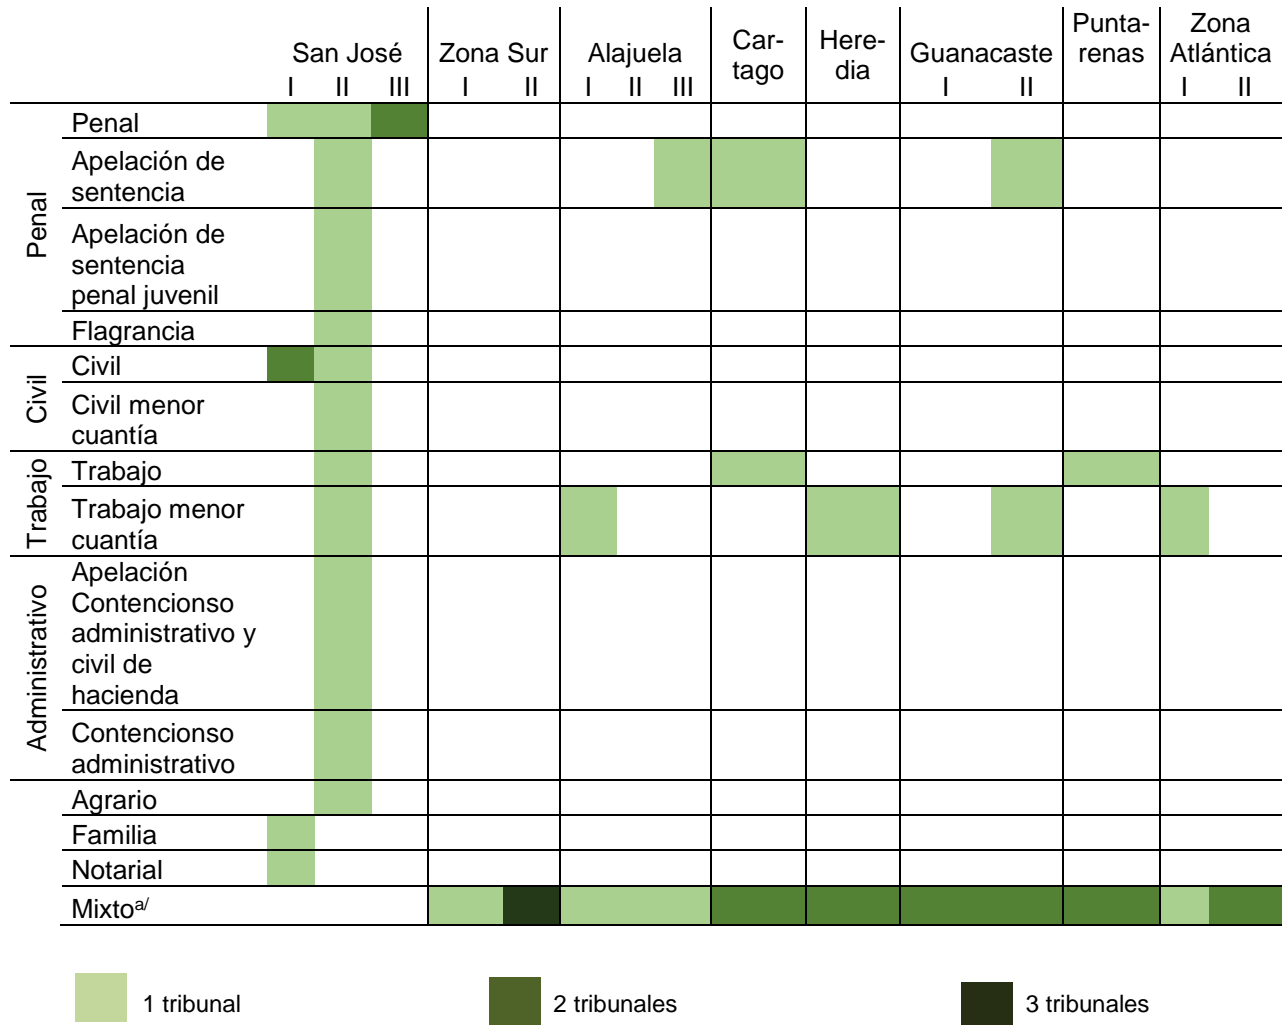 San José
Zona Sur
Alajuela
Car-
tago
Here-
dia
Guanacaste
Punta-
renas
Zona
Atlántica
I II III I II I II III I II I II
Penal
Penal
Apelación de
sentencia
Apelación de
sentencia
penal juvenil
Flagrancia
Civil
Civil
Civil menor
cuantía
Trabajo
Trabajo
Trabajo menor
cuantía
Administrativo
Apelación
Contencionso
administrativo y
civil de
hacienda
Contencionso
administrativo
Agrario
Familia
Notarial
Mixto a/
1 tribunal
2 tribunales
3 tribunales